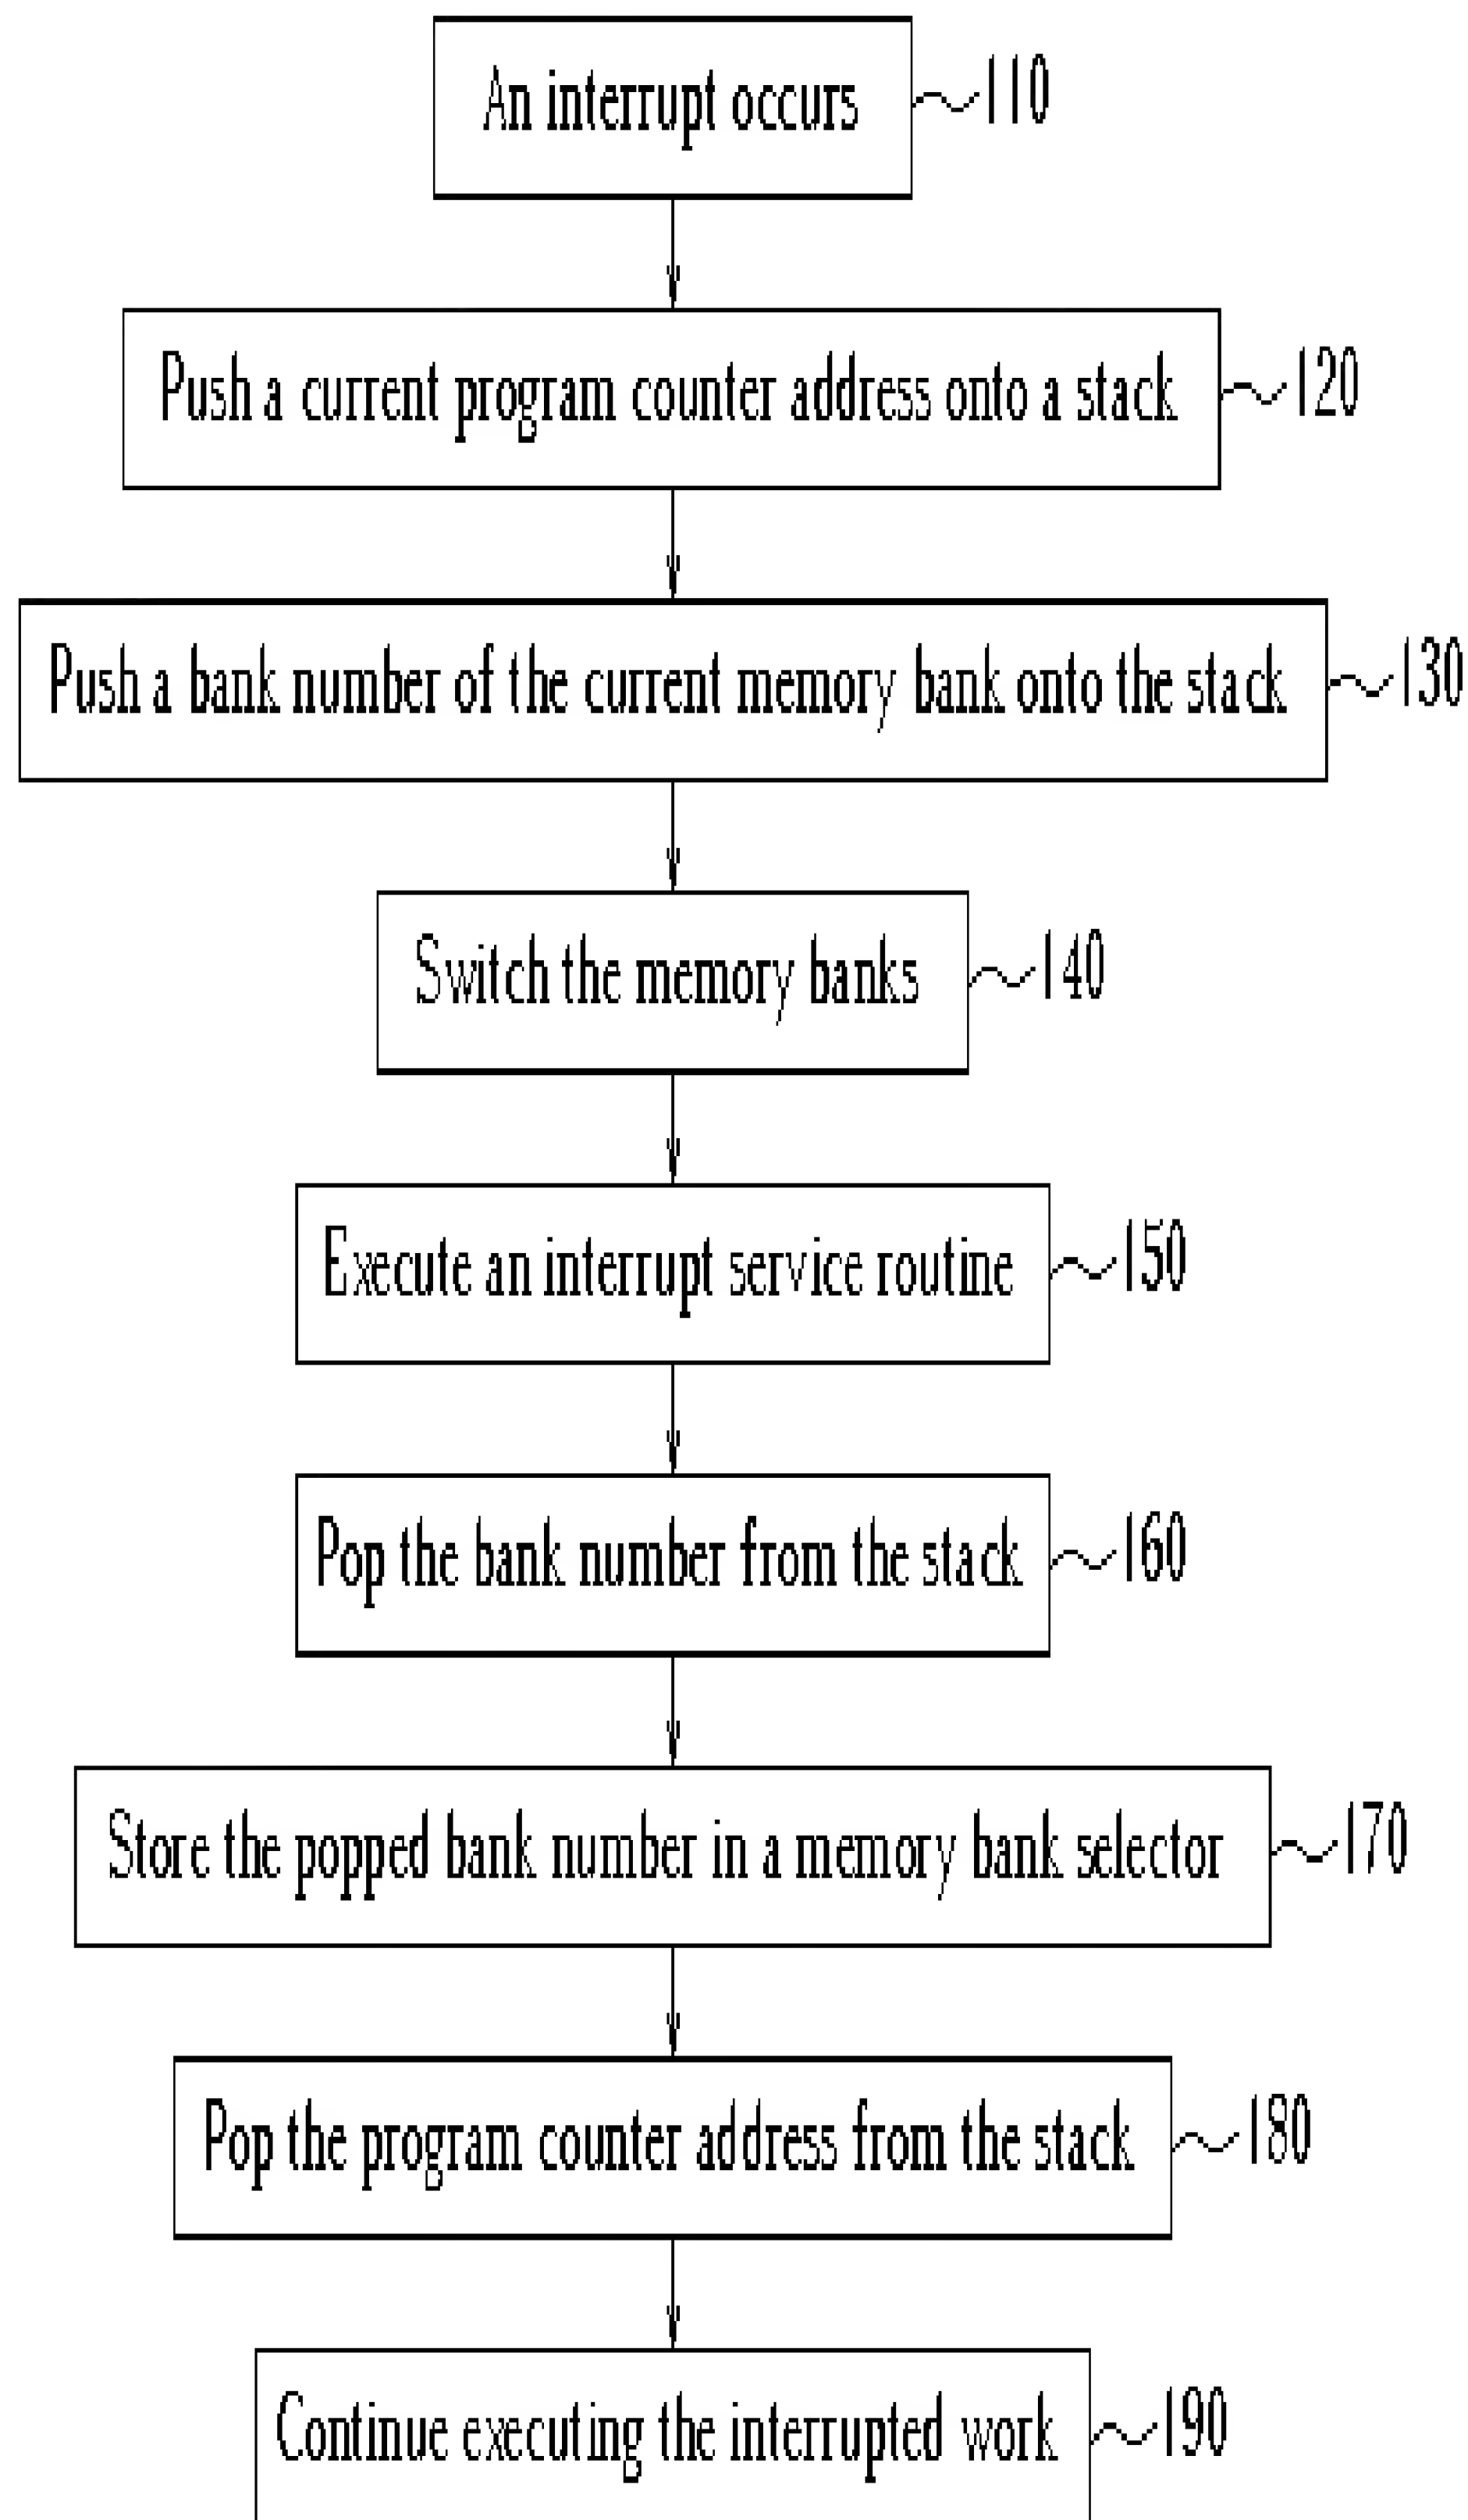 An interrupt occurs 110
Push a current program counter address onto a stack 120
Push a bank number of the current memory bank onto the stack 130
Switch the memory banks 140
Execute an interrupt service routine 150
Pop the bank number from the stack 160
Store the popped bank number in a memory bank selector 170
Pop the program counter address from the stack 180
Continue executing the interrupted work 190